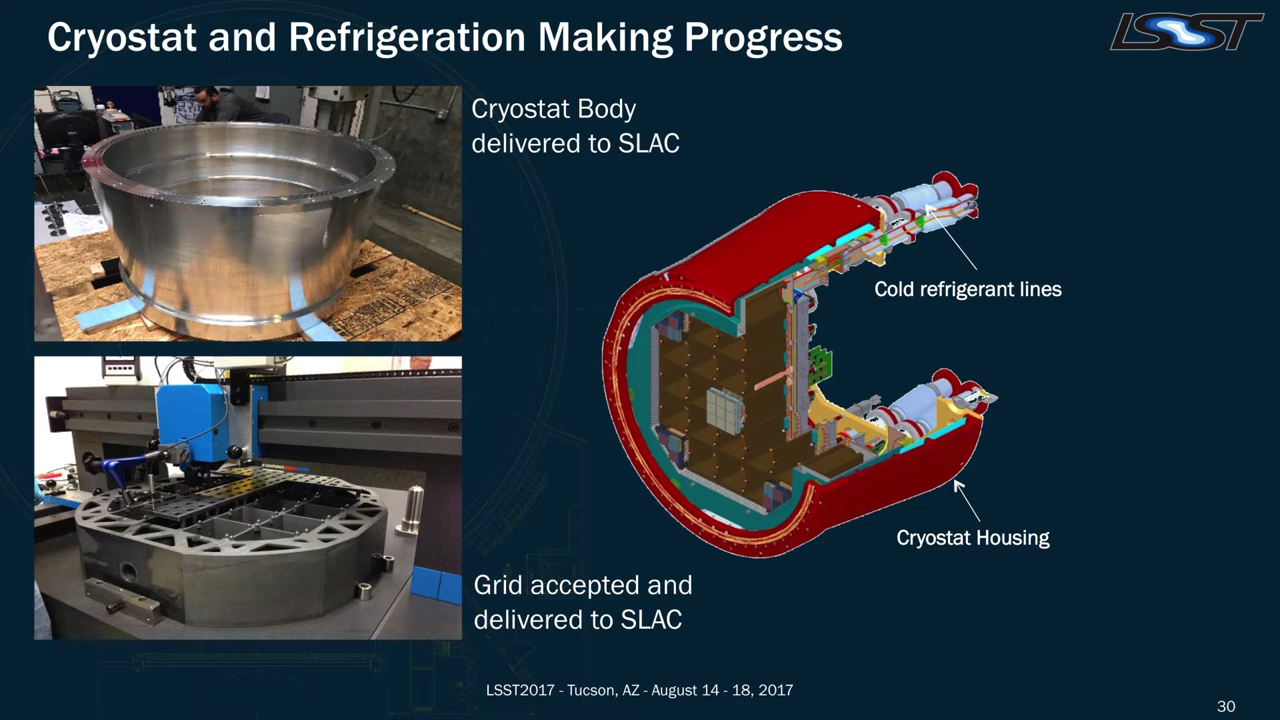 Cryostat and Refrigeration Making Progress
LSST
Cryostat Body
delivered to SLAC
Cold refrigerant lines
Cryostat Housing
Grid accepted and
delivered to SLAC
LSST2017 - Tucson, AZ - August 14 - 18, 2017
30